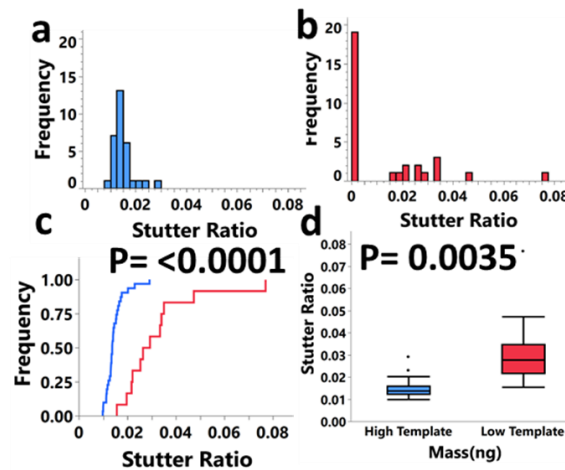 a
20
15
10
5
0
Frequency
0 0.02 0.04 0.06 0.08
Stutter Ratio
b
20
15
10
5
0
Frequency
0 0.02 0.04 0.06 0.08
Stutter Ratio
c
P= <0.0001
1.00
0.75
0.50
0.25
0.00
Frequency
0 0.02 0.04 0.06 0.08
Stutter Ratio
d
P= 0.0035
0.08
0.07
0.06
0.05
0.04
0.03
0.02
0.01
0.00
Stutter Ratio
High Template Low Template
Mass(ng)